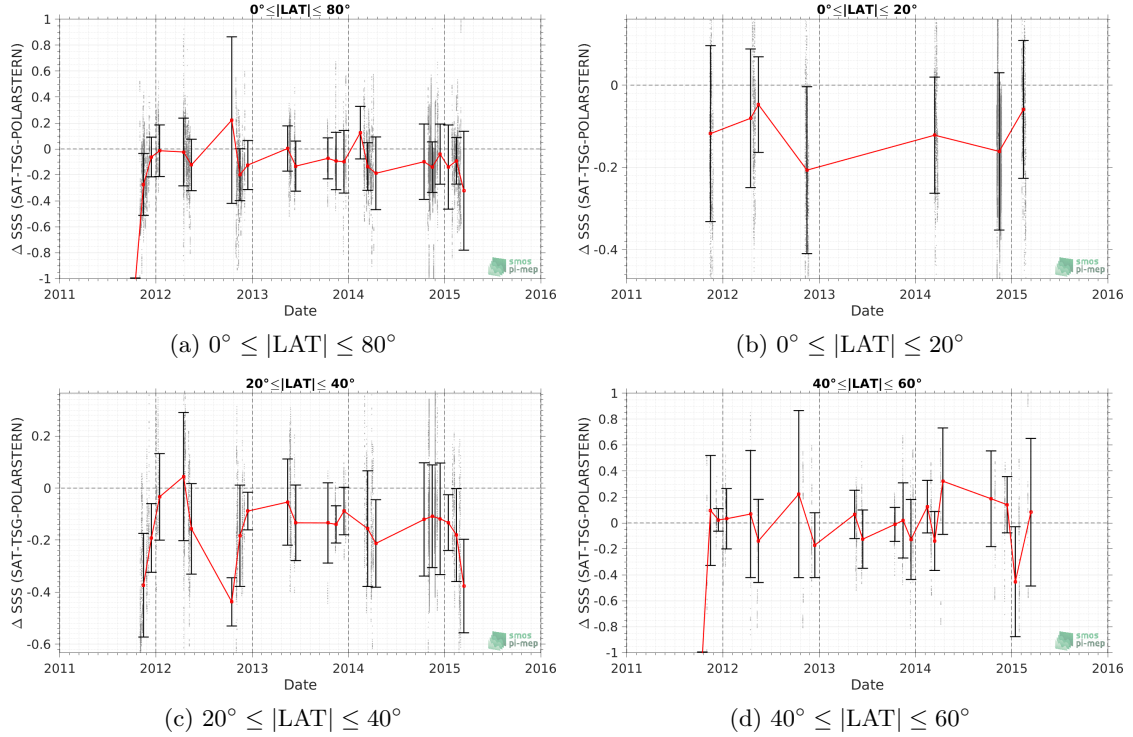 0°≤|LAT|≤ 80°
Δ SSS (SAT-TSG-POLARSTERN)
1
0.8
0.6
0.4
0.2
0
-0.2
-0.4
-0.6
-0.8
-1
2011 2012 2013 2014 2015 2016
Date
smos
pi-mep
(a) 0° ≤ |LAT| ≤ 80°
0°≤|LAT|≤ 20°
Δ SSS (SAT-TSG-POLARSTERN)
0
-0.2
-0.4
2011 2012 2013 2014 2015 2016
Date
smos
pi-mep
(b) 0° ≤ |LAT| ≤ 20°
20°≤|LAT|≤ 40°
Δ SSS (SAT-TSG-POLARSTERN)
0.2
0
-0.2
-0.4
-0.6
2011 2012 2013 2014 2015 2016
Date
smos
pi-mep
(c) 20° ≤ |LAT| ≤ 40°
40°≤|LAT|≤ 60°
Δ SSS (SAT-TSG-POLARSTERN)
1
0.8
0.6
0.4
0.2
0
-0.2
-0.4
-0.6
-0.8
-1
2011 2012 2013 2014 2015 2016
Date
smos
pi-mep
(d) 40° ≤ |LAT| ≤ 60°